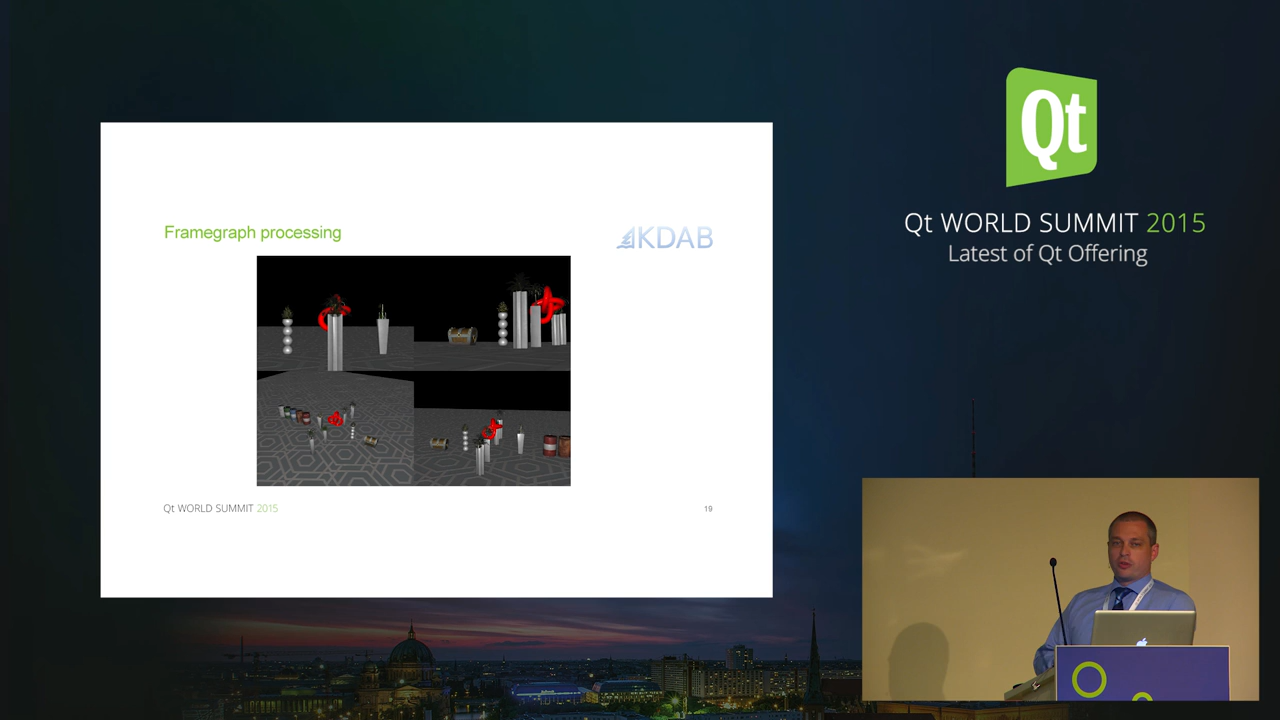 Framegraph processing
KDAB
Qt WORLD SUMMIT 2015
19
Qt
Qt WORLD SUMMIT 2015
Latest of Qt Offering